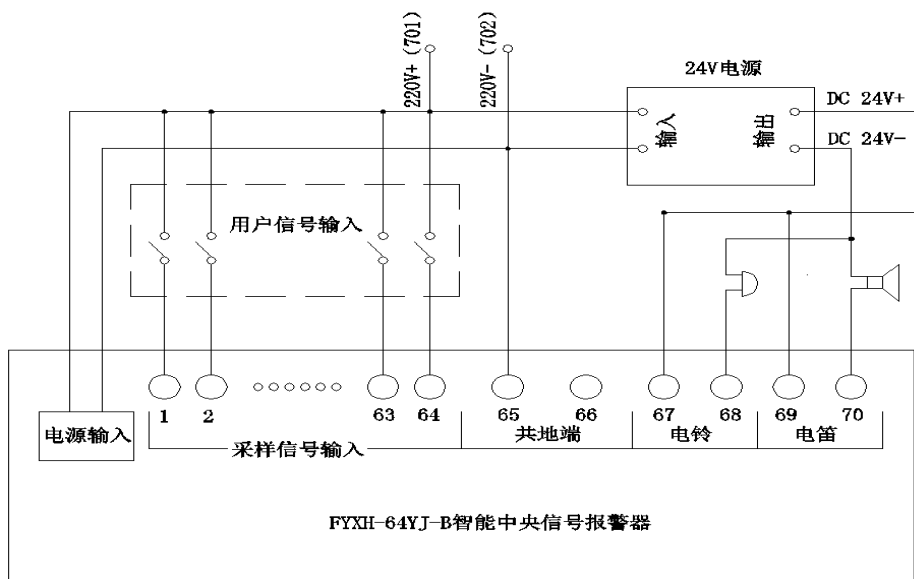 220V+ (701)
220V- (702)
24V电源
输入
输出
DC 24V+
DC 24V-
用户信号输入
1
2
63
64
65
66
67
68
69
70
电源输入
采样信号输入
共地端
电铃
电笛
FYXH-64YJ-B智能中央信号报警器